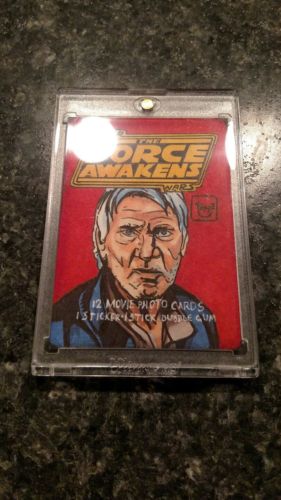 THE
FORCE
AWAKENS
WARS
12 MOVIE PHOTO CARDS
1 STICKER • 1 STICK BUBBLE GUM